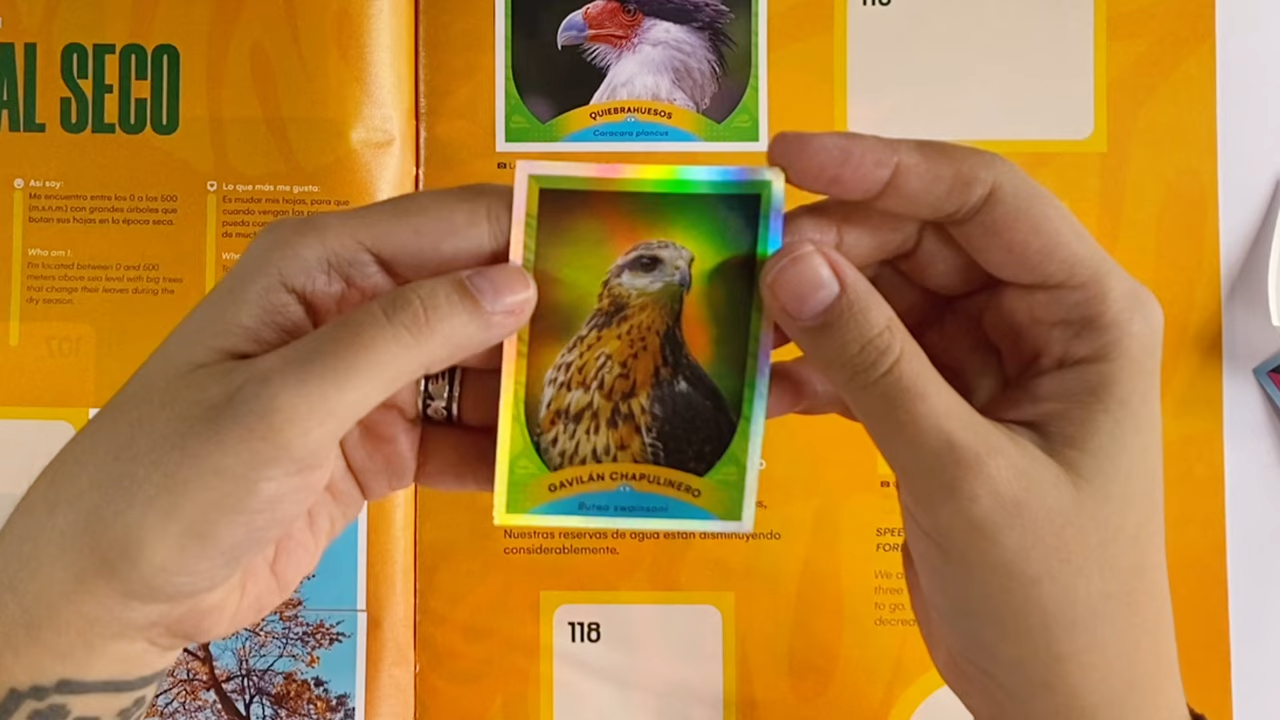 AL SECO
Así soy:
Me encuentro entre los 0 a los 500
(m.s.n.m.) con grandes árboles que
botan sus hojas en la época seca.
Who am I.
I'm located between 0 and 500
meters above sea level with big trees
that change their leaves during the
dry season.
Lo que más me gusta:
Es mudar mis hojas, para que
cuando vengan las
pueda
de
107
QUIEBRAHUESOS
Caracara plancus
GAVILÁN CHAPULINERO
Buteo swainsoni
Nuestras reservas de agua están disminuyendo
considerablemente.
118
We
three
to go.